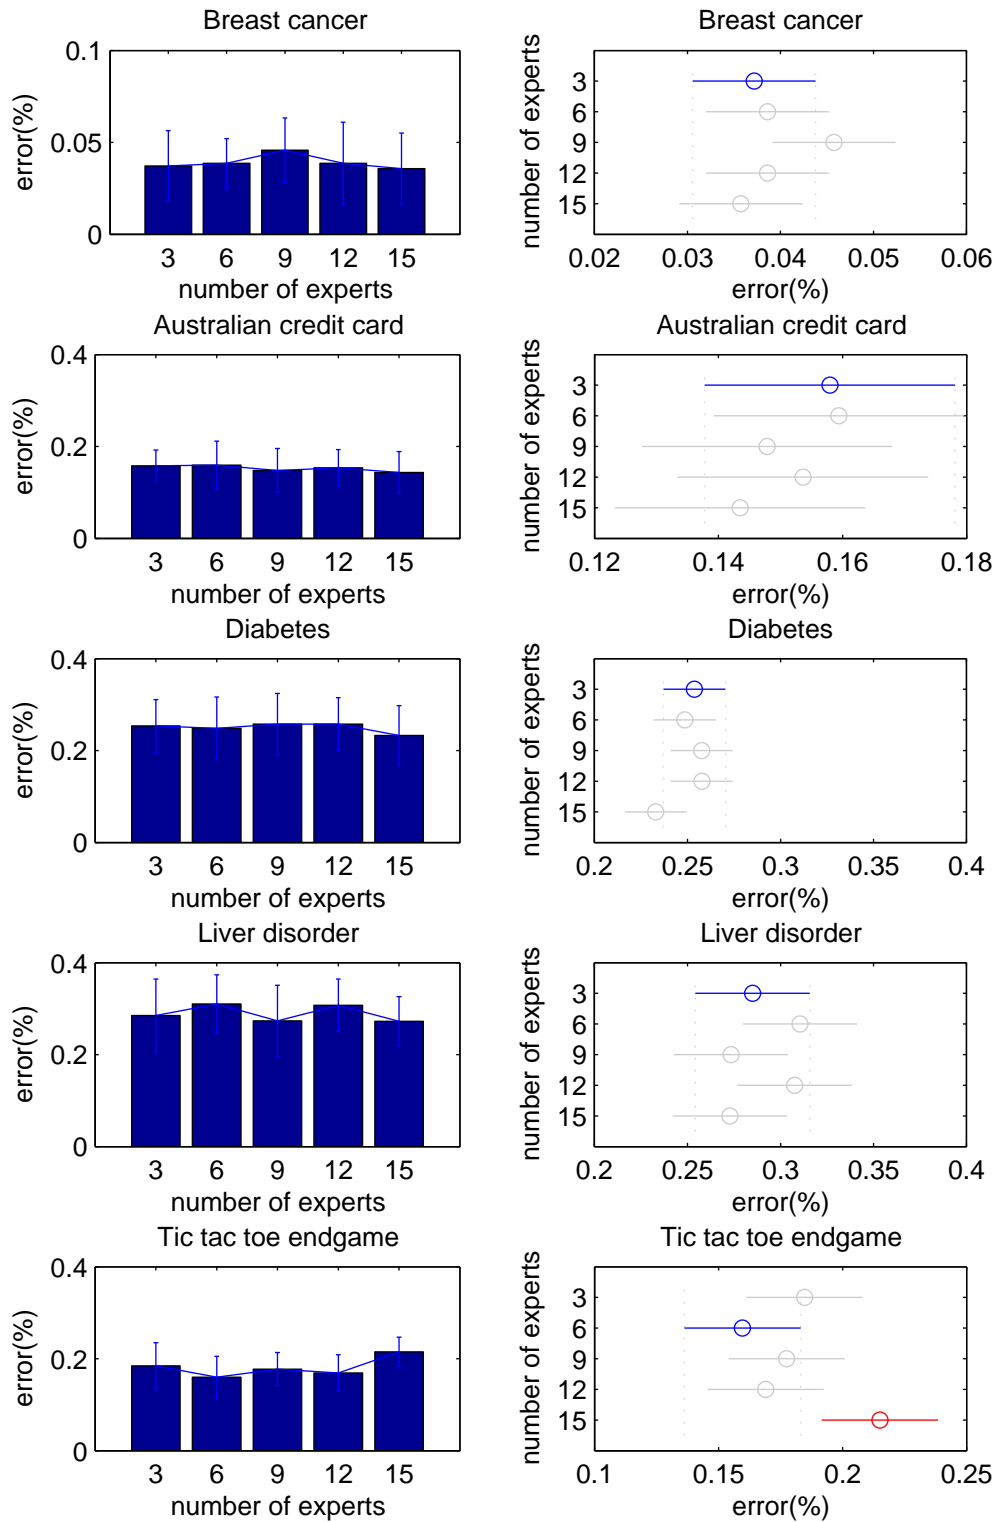 Breast cancer
0.1
0.05
0
error(%)
3 6 9 12 15
number of experts
Breast cancer
number of experts
3
6
9
12
15
0.02 0.03 0.04 0.05 0.06
error(%)
Australian credit card
0.4
0.2
0
error(%)
3 6 9 12 15
number of experts
Australian credit card
number of experts
3
6
9
12
15
0.12 0.14 0.16 0.18
error(%)
Diabetes
0.4
0.2
0
error(%)
3 6 9 12 15
number of experts
Diabetes
number of experts
3
6
9
12
15
0.2 0.25 0.3 0.35 0.4
error(%)
Liver disorder
0.4
0.2
0
error(%)
3 6 9 12 15
number of experts
Liver disorder
number of experts
3
6
9
12
15
0.2 0.25 0.3 0.35 0.4
error(%)
Tic tac toe endgame
0.4
0.2
0
error(%)
3 6 9 12 15
number of experts
Tic tac toe endgame
number of experts
3
6
9
12
15
0.1 0.15 0.2 0.25
error(%)